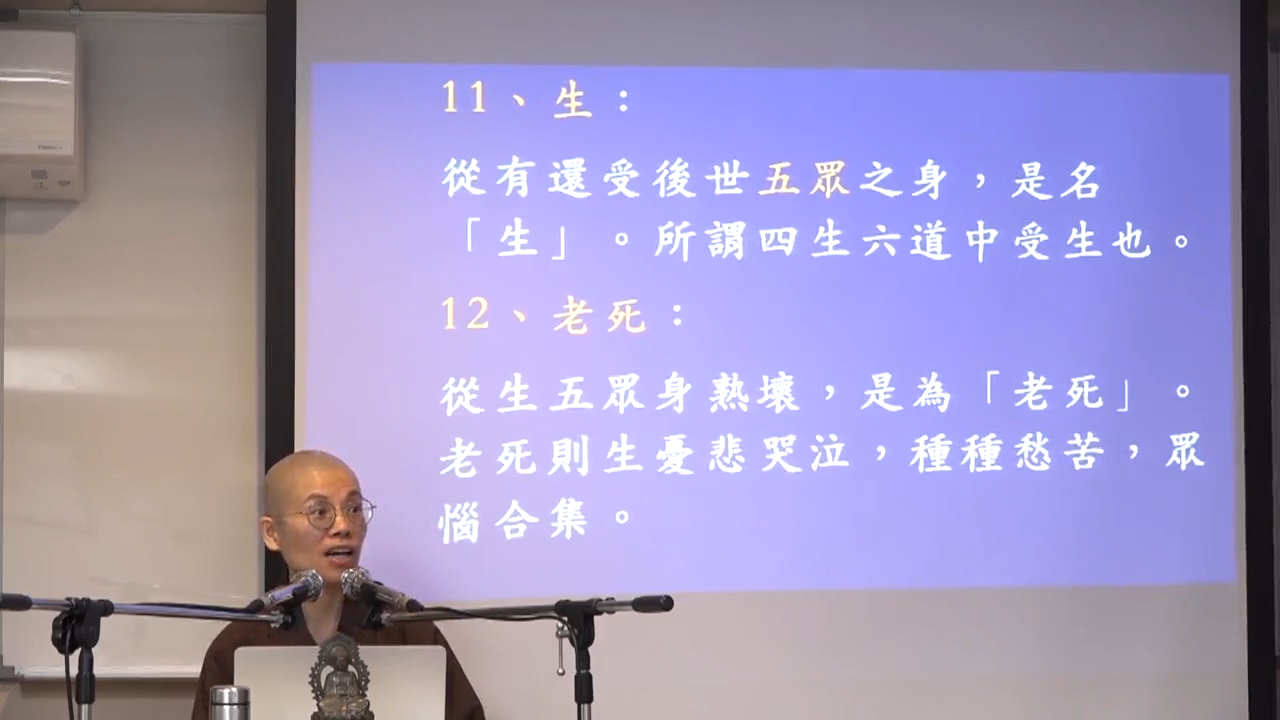 11、生：
從有還受後世五眾之身，是名
「生」。所謂四生六道中受生也。
12、老死：
從生五眾身熟壞，是為「老死」。
老死則生憂悲哭泣，種種愁苦，眾
惱合集。